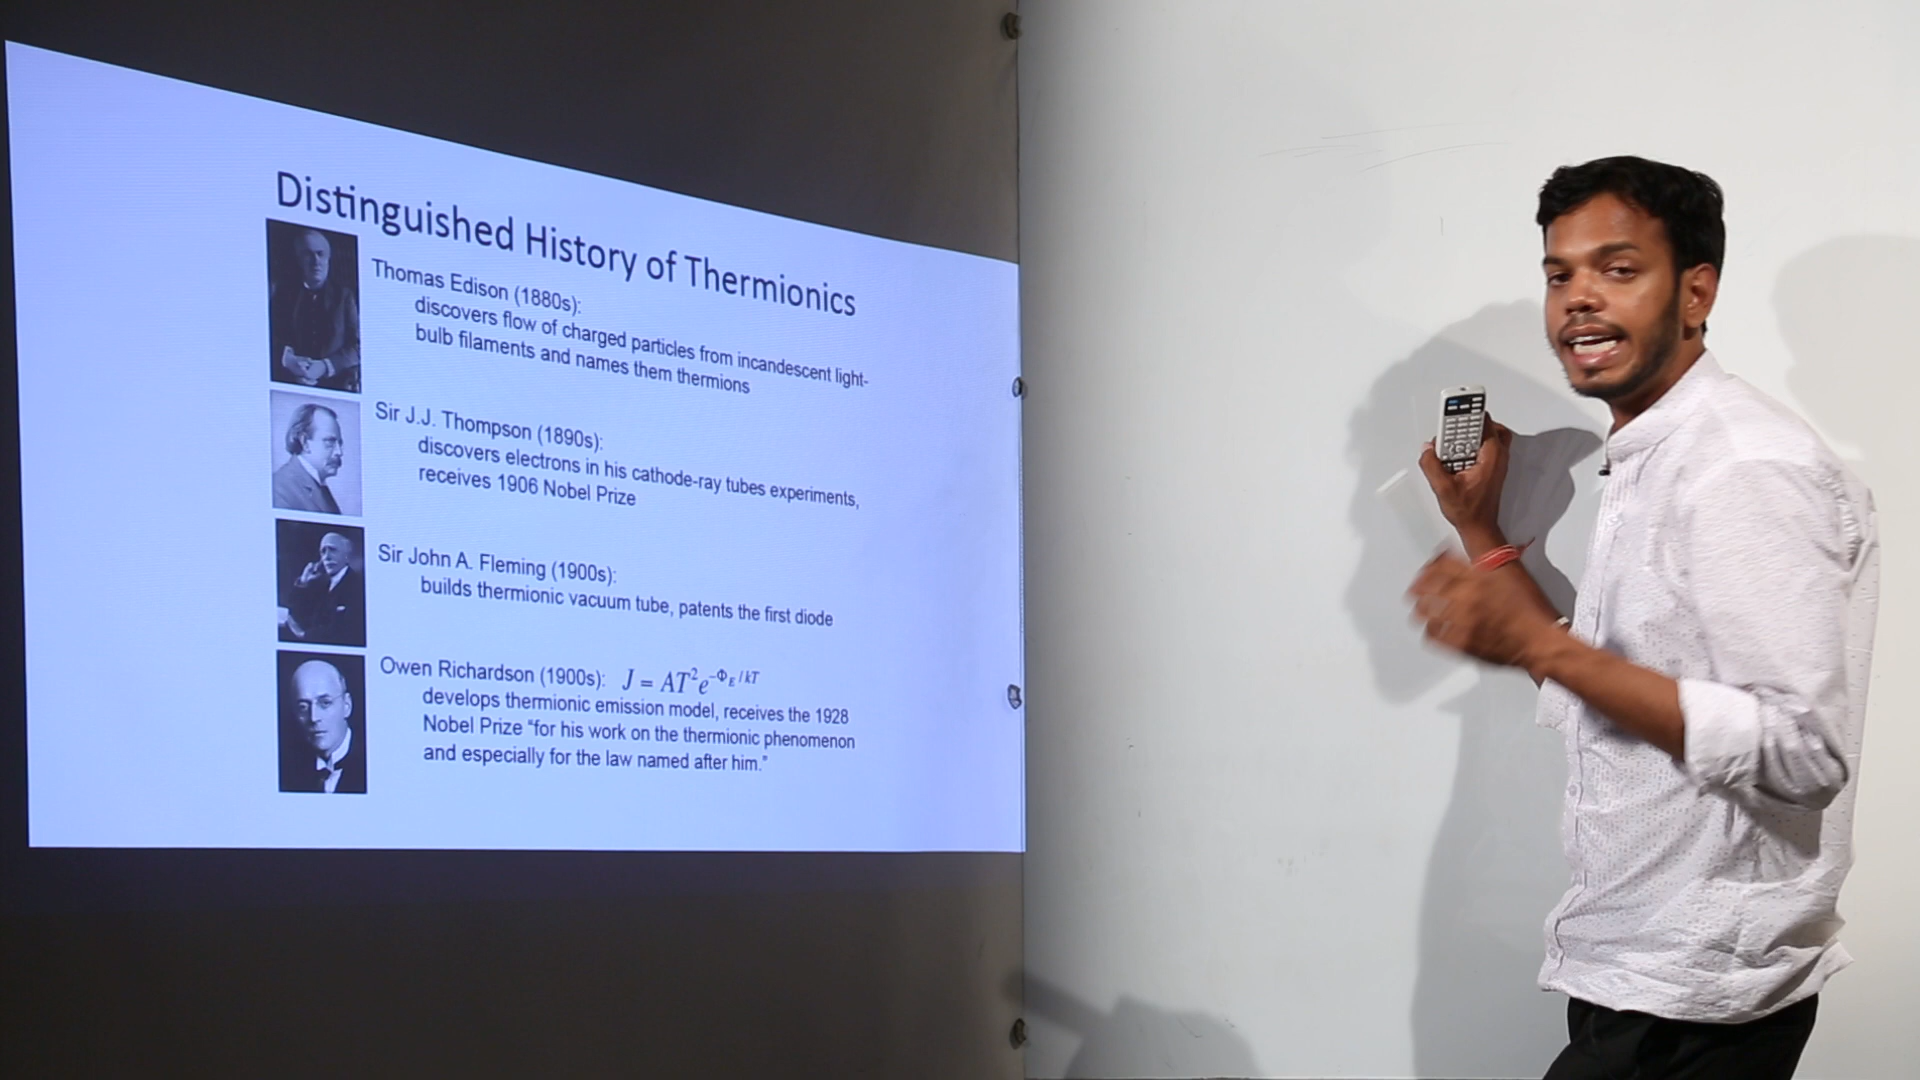 Distinguished History of Thermionics
Thomas Edison (1880s):
discovers flow of charged particles from incandescent light-
bulb filaments and names them thermions
Sir J.J. Thompson (1890s):
discovers electrons in his cathode-ray tubes experiments,
receives 1906 Nobel Prize
Sir John A. Fleming (1900s):
builds thermionic vacuum tube, patents the first diode
Owen Richardson (1900s): J = AT²e^{-Φ_E/kT}
develops thermionic emission model, receives the 1928
Nobel Prize “for his work on the thermionic phenomenon
and especially for the law named after him.”